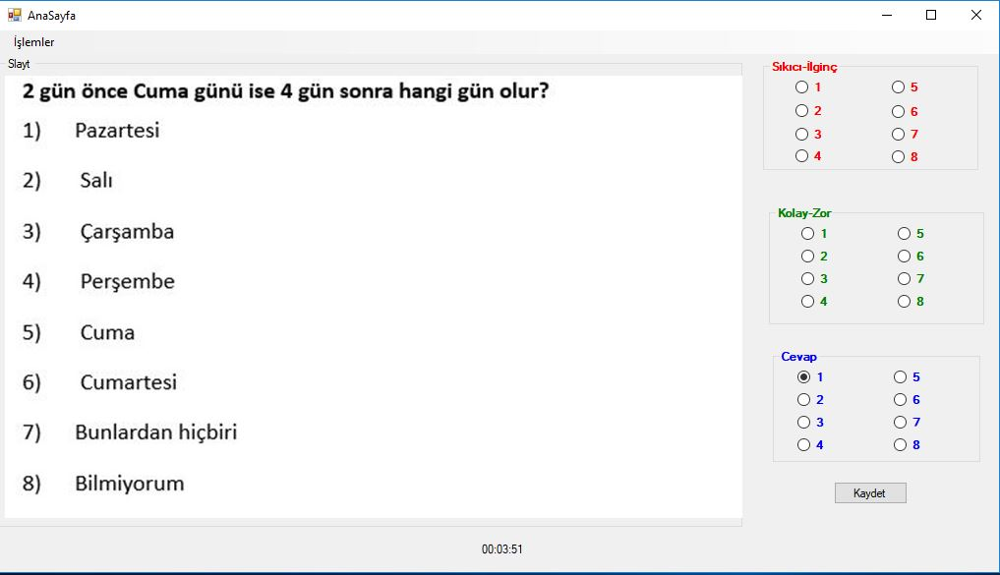 AnaSayfa
İşlemler
Slayt
2 gün önce Cuma günü ise 4 gün sonra hangi gün olur?
1) Pazartesi
2) Salı
3) Çarşamba
4) Perşembe
5) Cuma
6) Cumartesi
7) Bunlardan hiçbiri
8) Bilmiyorum
Sıkıcı-İlginç
1 5
2 6
3 7
4 8
Kolay-Zor
1 5
2 6
3 7
4 8
Cevap
1 5
2 6
3 7
4 8
Kaydet
00:03:51